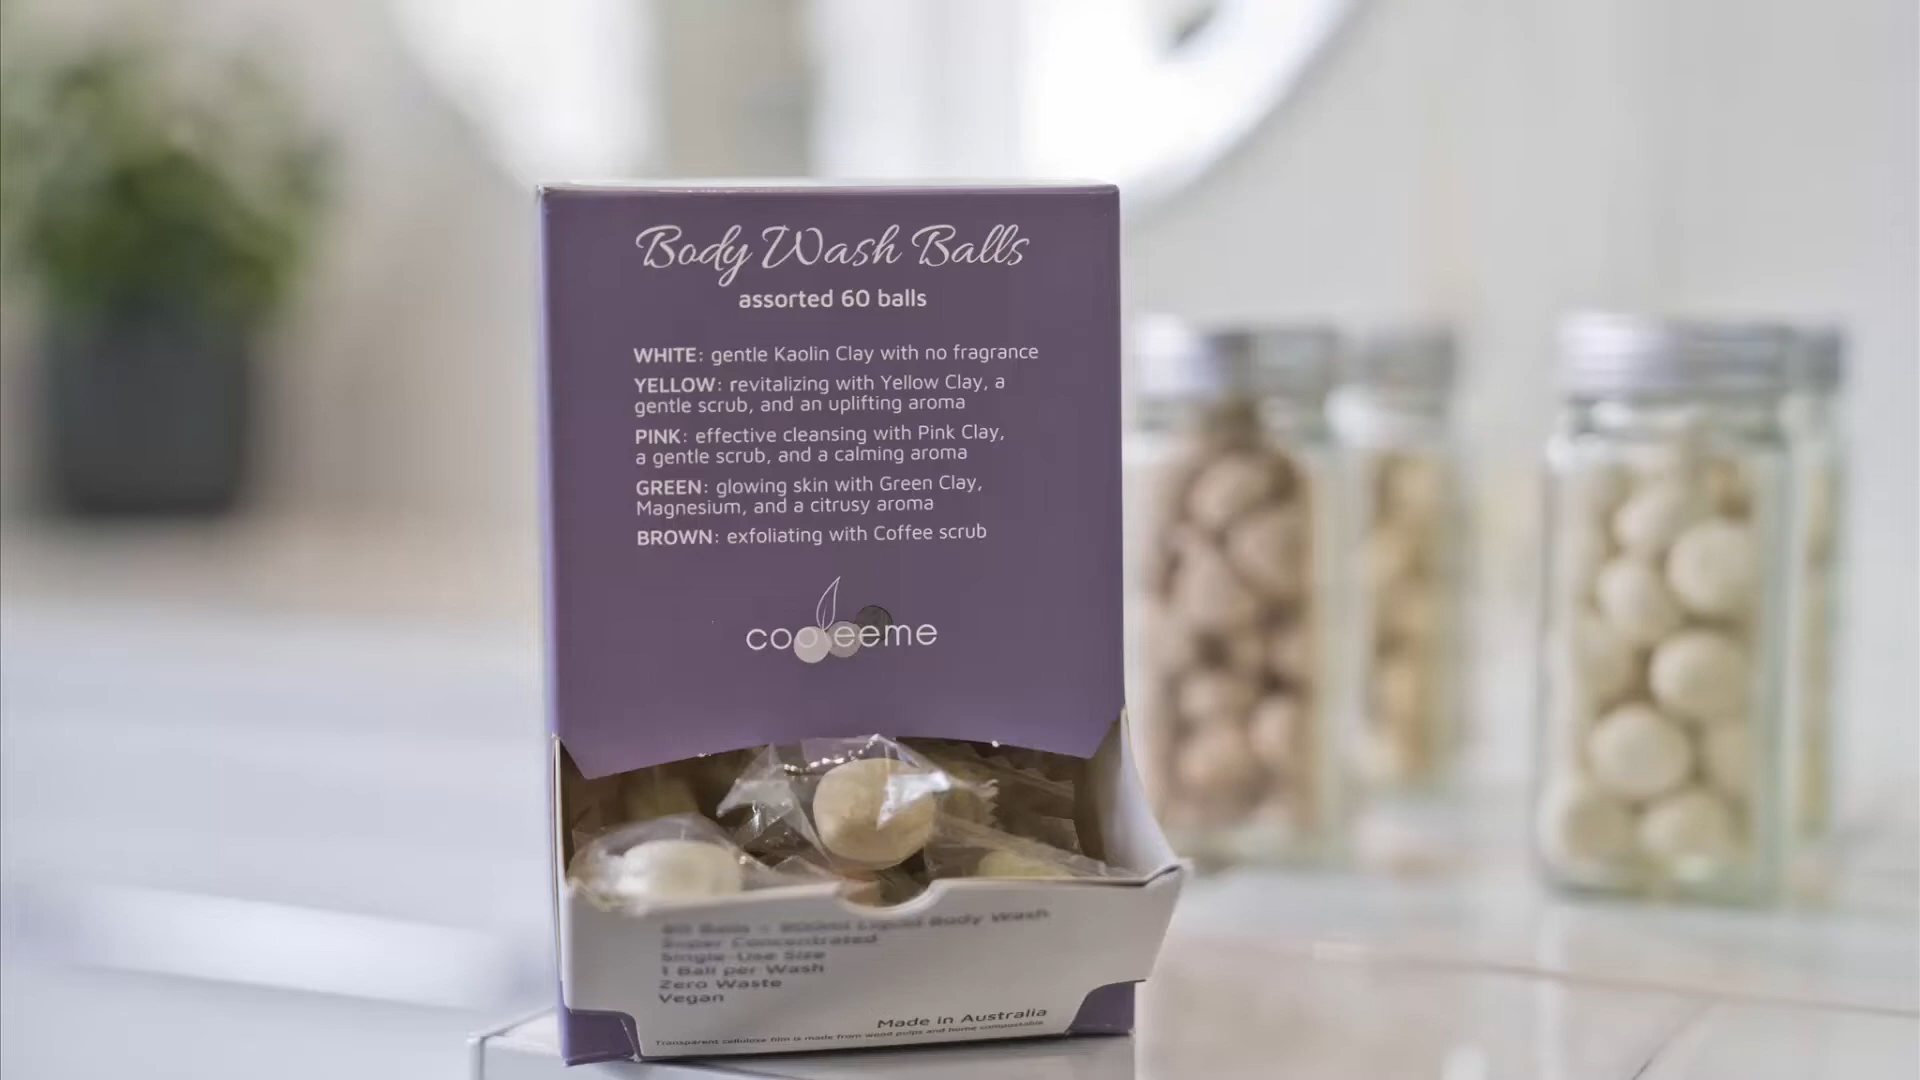 Body Wash Balls
assorted 60 balls
WHITE: gentle Kaolin Clay with no fragrance
YELLOW: revitalizing with Yellow Clay, a
gentle scrub, and an uplifting aroma
PINK: effective cleansing with Pink Clay,
a gentle scrub, and a calming aroma
GREEN: glowing skin with Green Clay,
Magnesium, and a citrusy aroma
BROWN: exfoliating with Coffee scrub
cooleeme
60 Balls = Liquid Body Wash
Super Concentrated
Single-Use Size
1 Ball per Wash
Zero Waste
Vegan
Made in Australia
Transparent cellulose film is made from wood pulps and home compostable